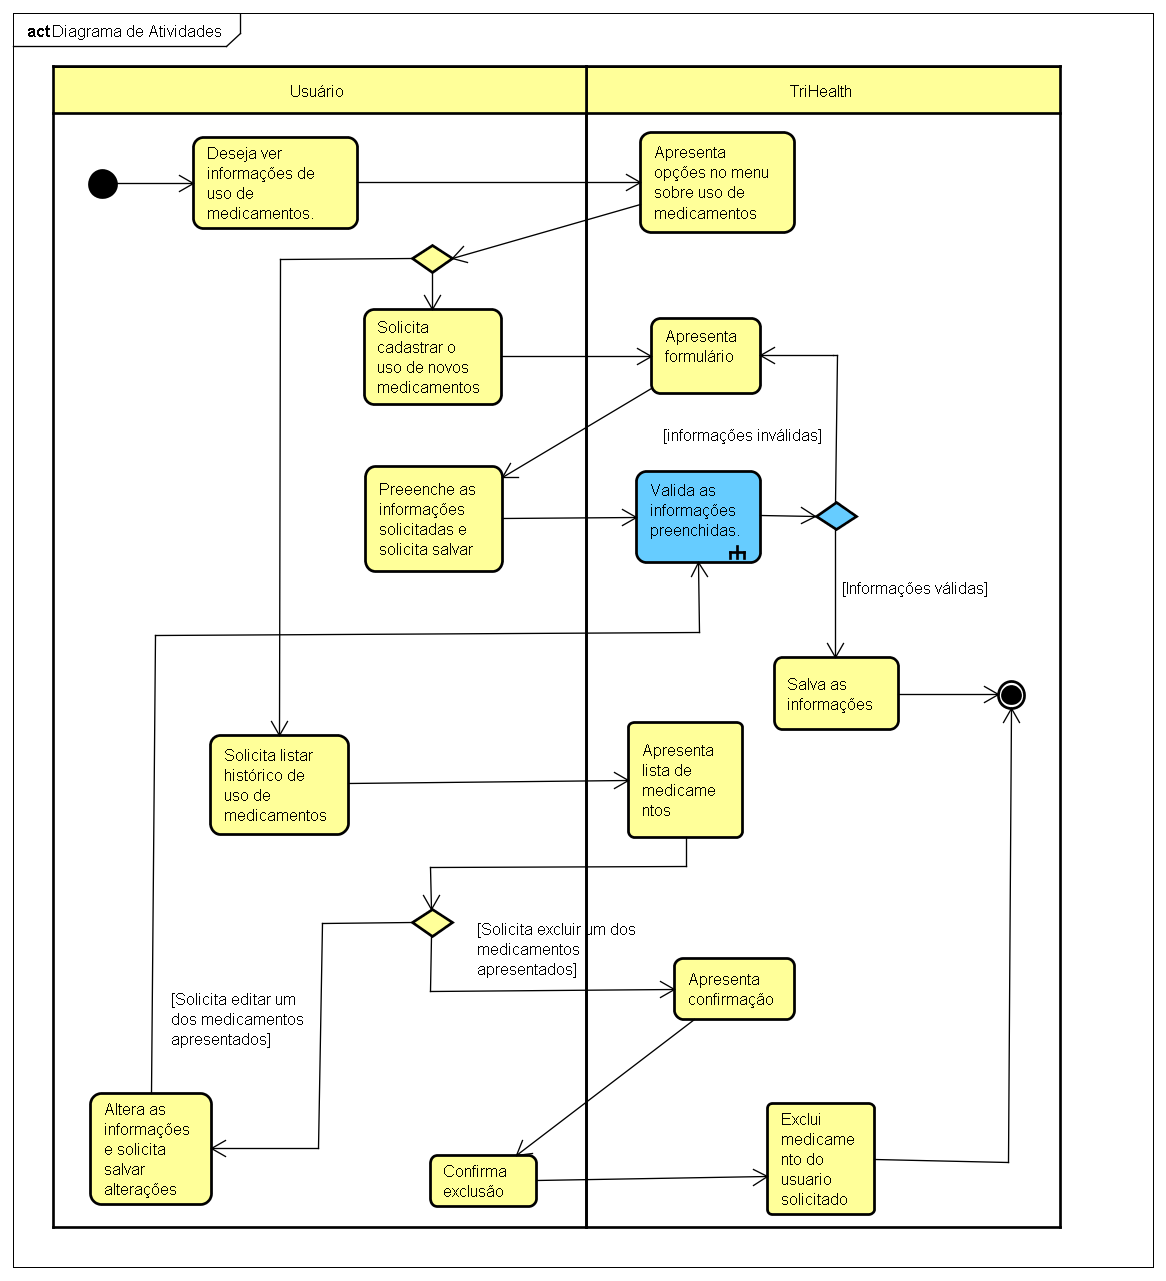 act Diagrama de Atividades
Usuário
TriHealth
Deseja ver
informações de
uso de
medicamentos.
Apresenta
opções no menu
sobre uso de
medicamentos
Solicita
cadastrar o
uso de novos
medicamentos
Apresenta
formulário
[informações inválidas]
Preeenche as
informações
solicitadas e
solicita salvar
Valida as
informações
preenchidas.
[Informações válidas]
Salva as
informações
Solicita listar
histórico de
uso de
medicamentos
Apresenta
lista de
medicame
ntos
[Solicita excluir um dos
medicamentos
apresentados]
Apresenta
confirmação
[Solicita editar um
dos medicamentos
apresentados]
Altera as
informações
e solicita
salvar
alterações
Confirma
exclusão
Exclui
medicame
nto do
usuario
solicitado